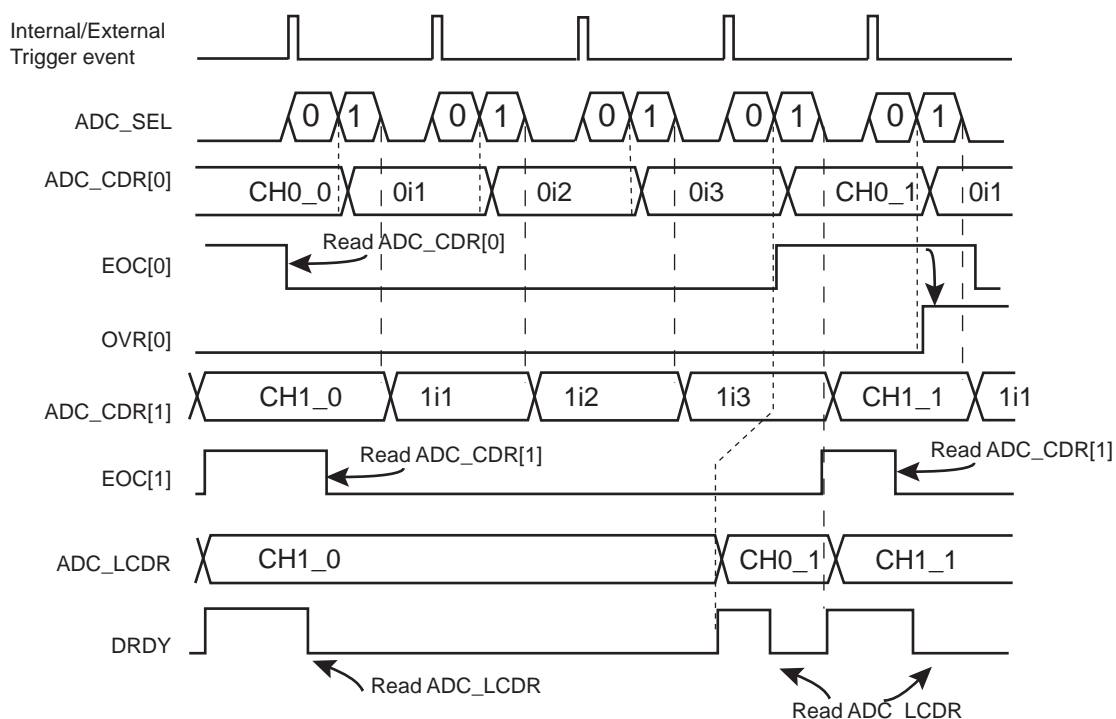 Internal/External
Trigger event
ADC_SEL
0 1 0 1 0 1 0 1 0 1
ADC_CDR[0]
CH0_0 0i1 0i2 0i3 CH0_1 0i1
Read ADC_CDR[0]
EOC[0]
OVR[0]
ADC_CDR[1]
CH1_0 1i1 1i2 1i3 CH1_1 1i1
Read ADC_CDR[1] Read ADC_CDR[1]
EOC[1]
ADC_LCDR
CH1_0 CH0_1 CH1_1
DRDY
Read ADC_LCDR
Read ADC_LCDR